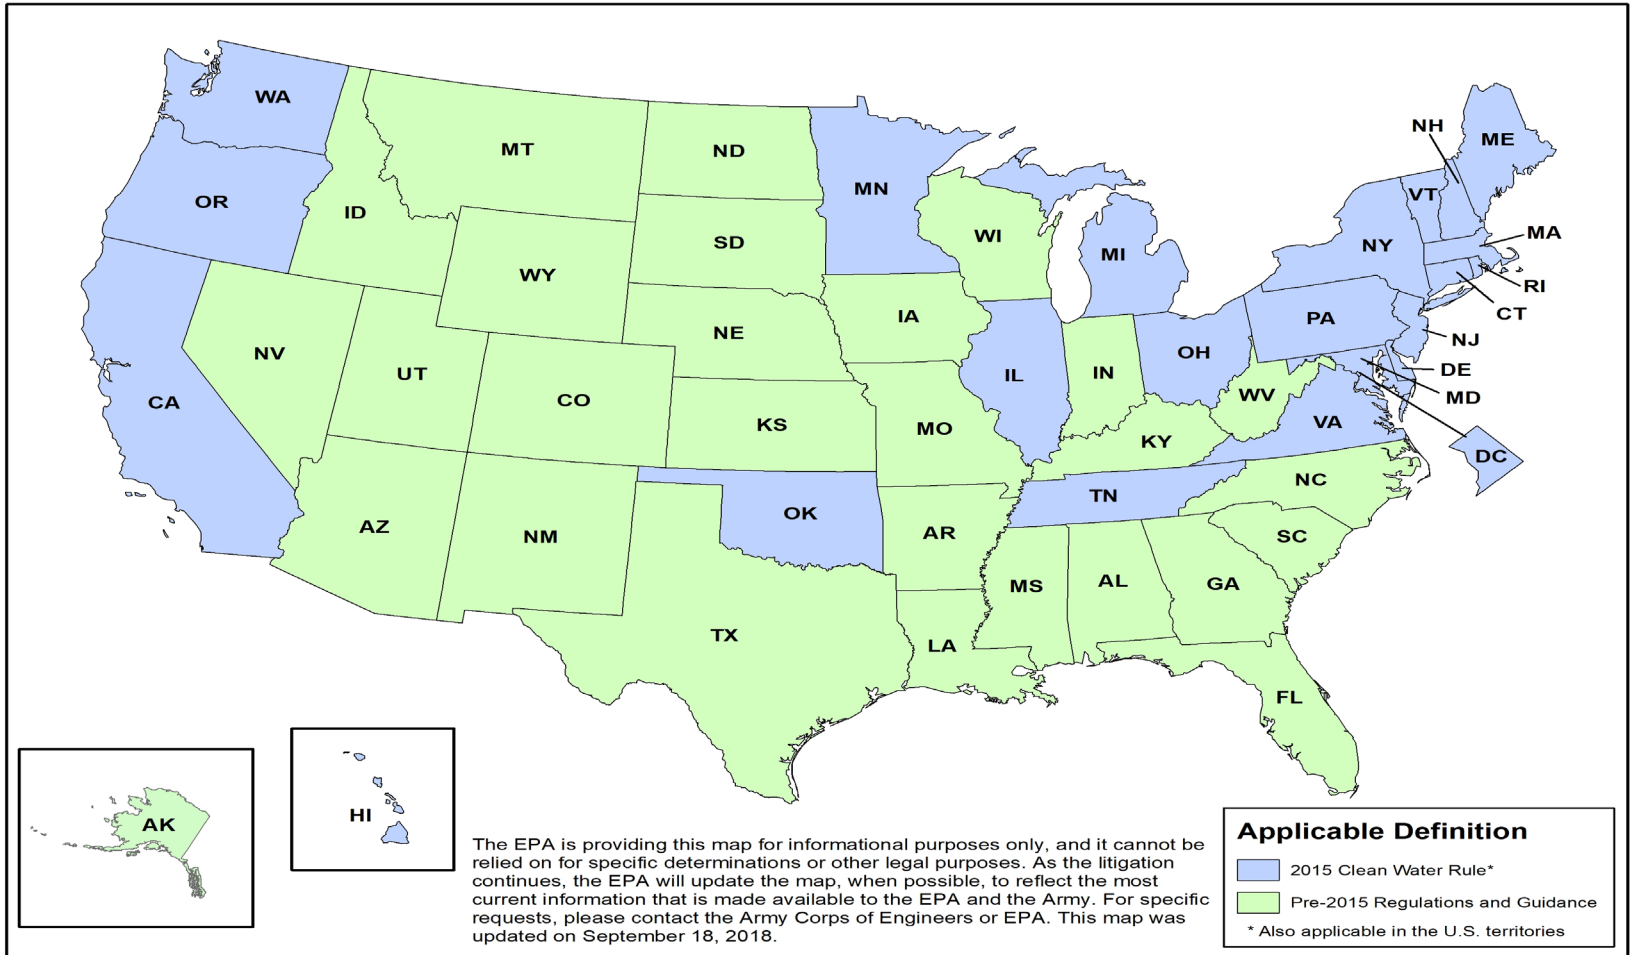 WA
MT
ND
MN
NH
ME
VT
OR
ID
SD
WI
MI
NY
MA
WY
RI
IA
CT
NE
PA
NJ
NV
UT
OH
IL
IN
DE
CO
MD
CA
WV
KS
MO
VA
KY
DC
NC
TN
OK
AZ
NM
AR
SC
MS
AL
GA
TX
LA
FL
HI
AK
The EPA is providing this map for informational purposes only, and it cannot be
relied on for specific determinations or other legal purposes. As the litigation
continues, the EPA will update the map, when possible, to reflect the most
current information that is made available to the EPA and the Army. For specific
requests, please contact the Army Corps of Engineers or EPA. This map was
updated on September 18, 2018.
Applicable Definition
2015 Clean Water Rule*
Pre-2015 Regulations and Guidance
* Also applicable in the U.S. territories